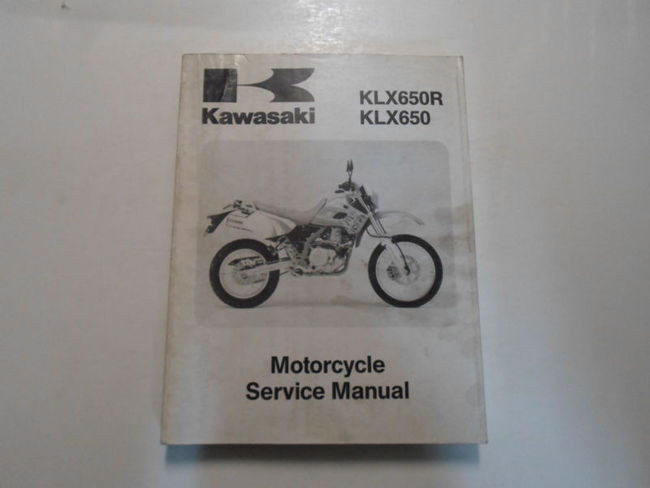 Kawasaki
KLX650R
KLX650
Motorcycle
Service Manual